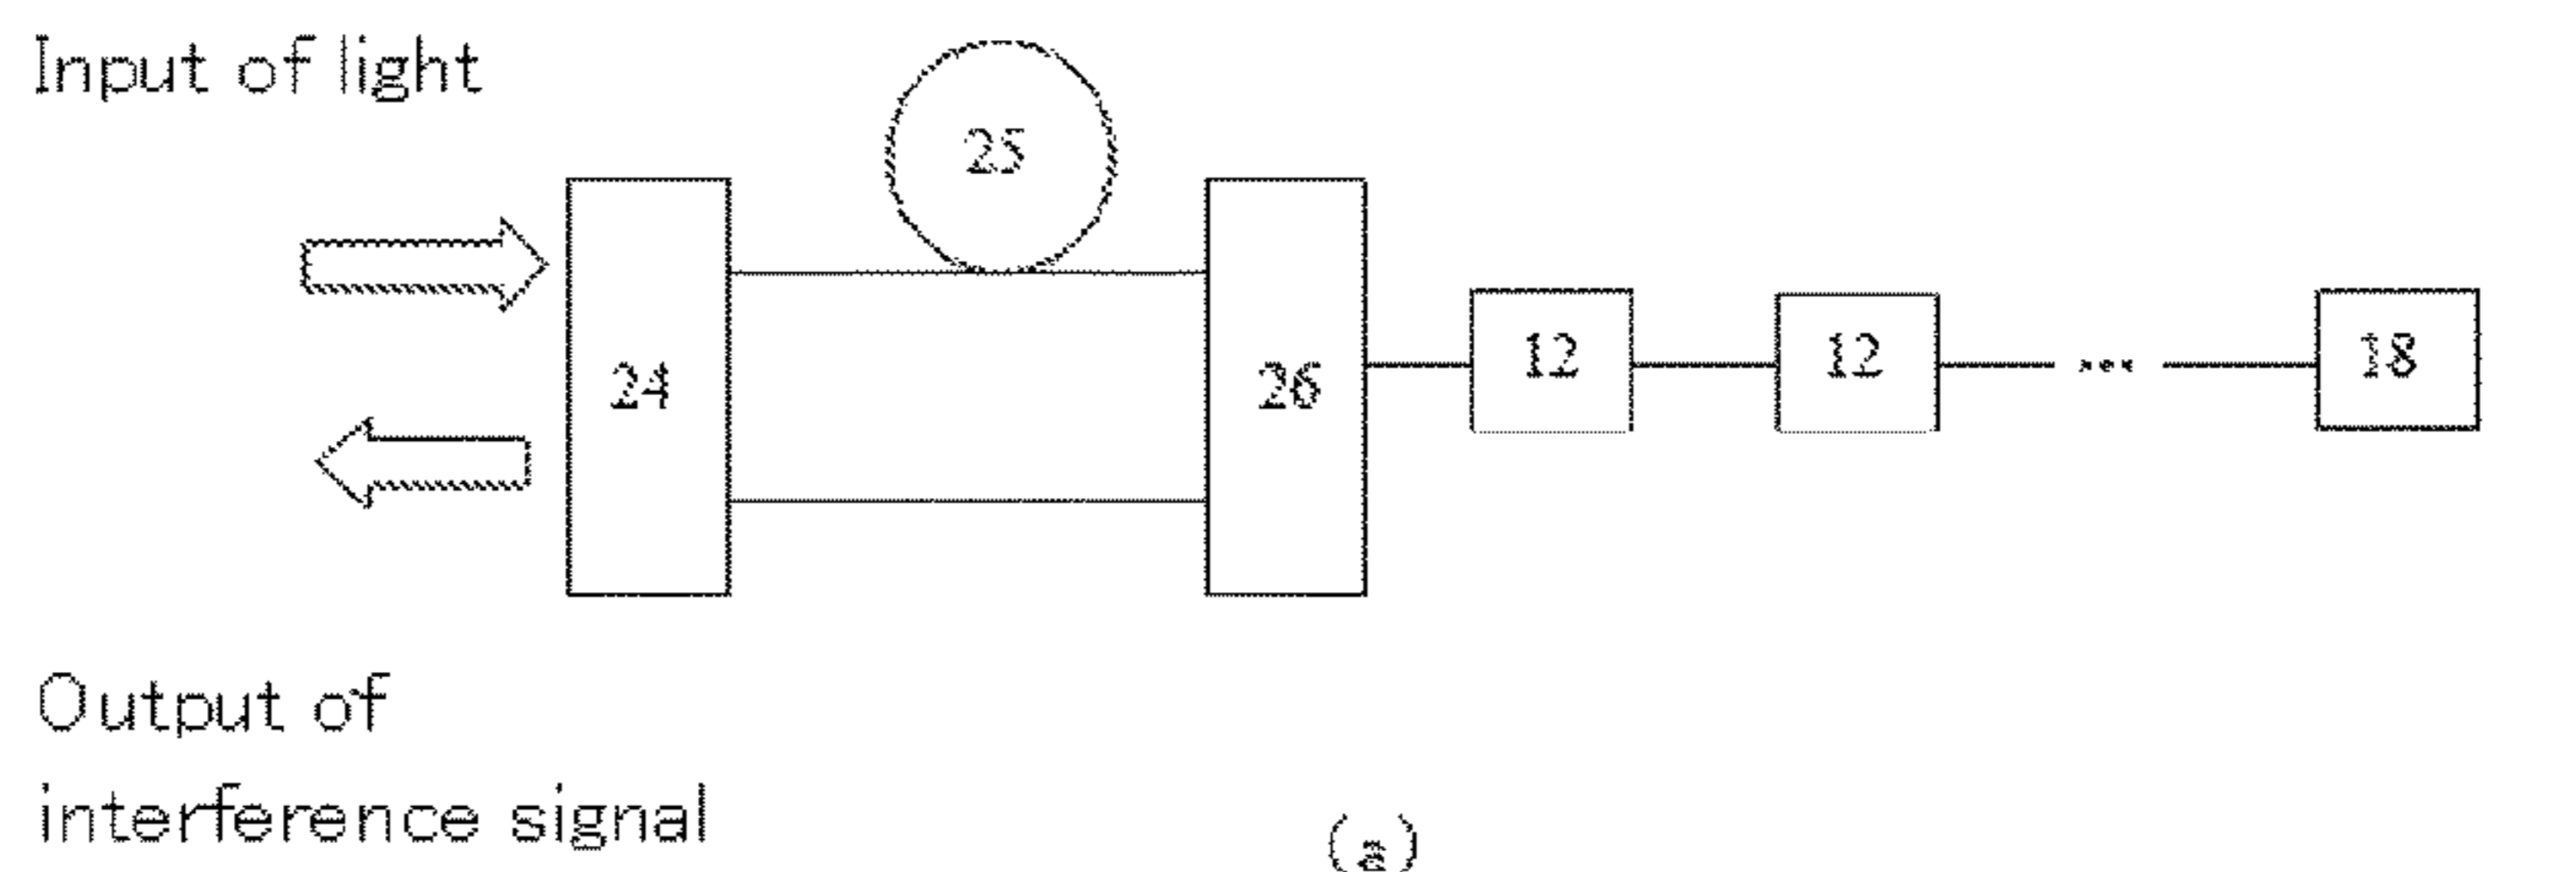 Input of light
25
24
26
12
12
...
18
Output of
interference signal
(a)